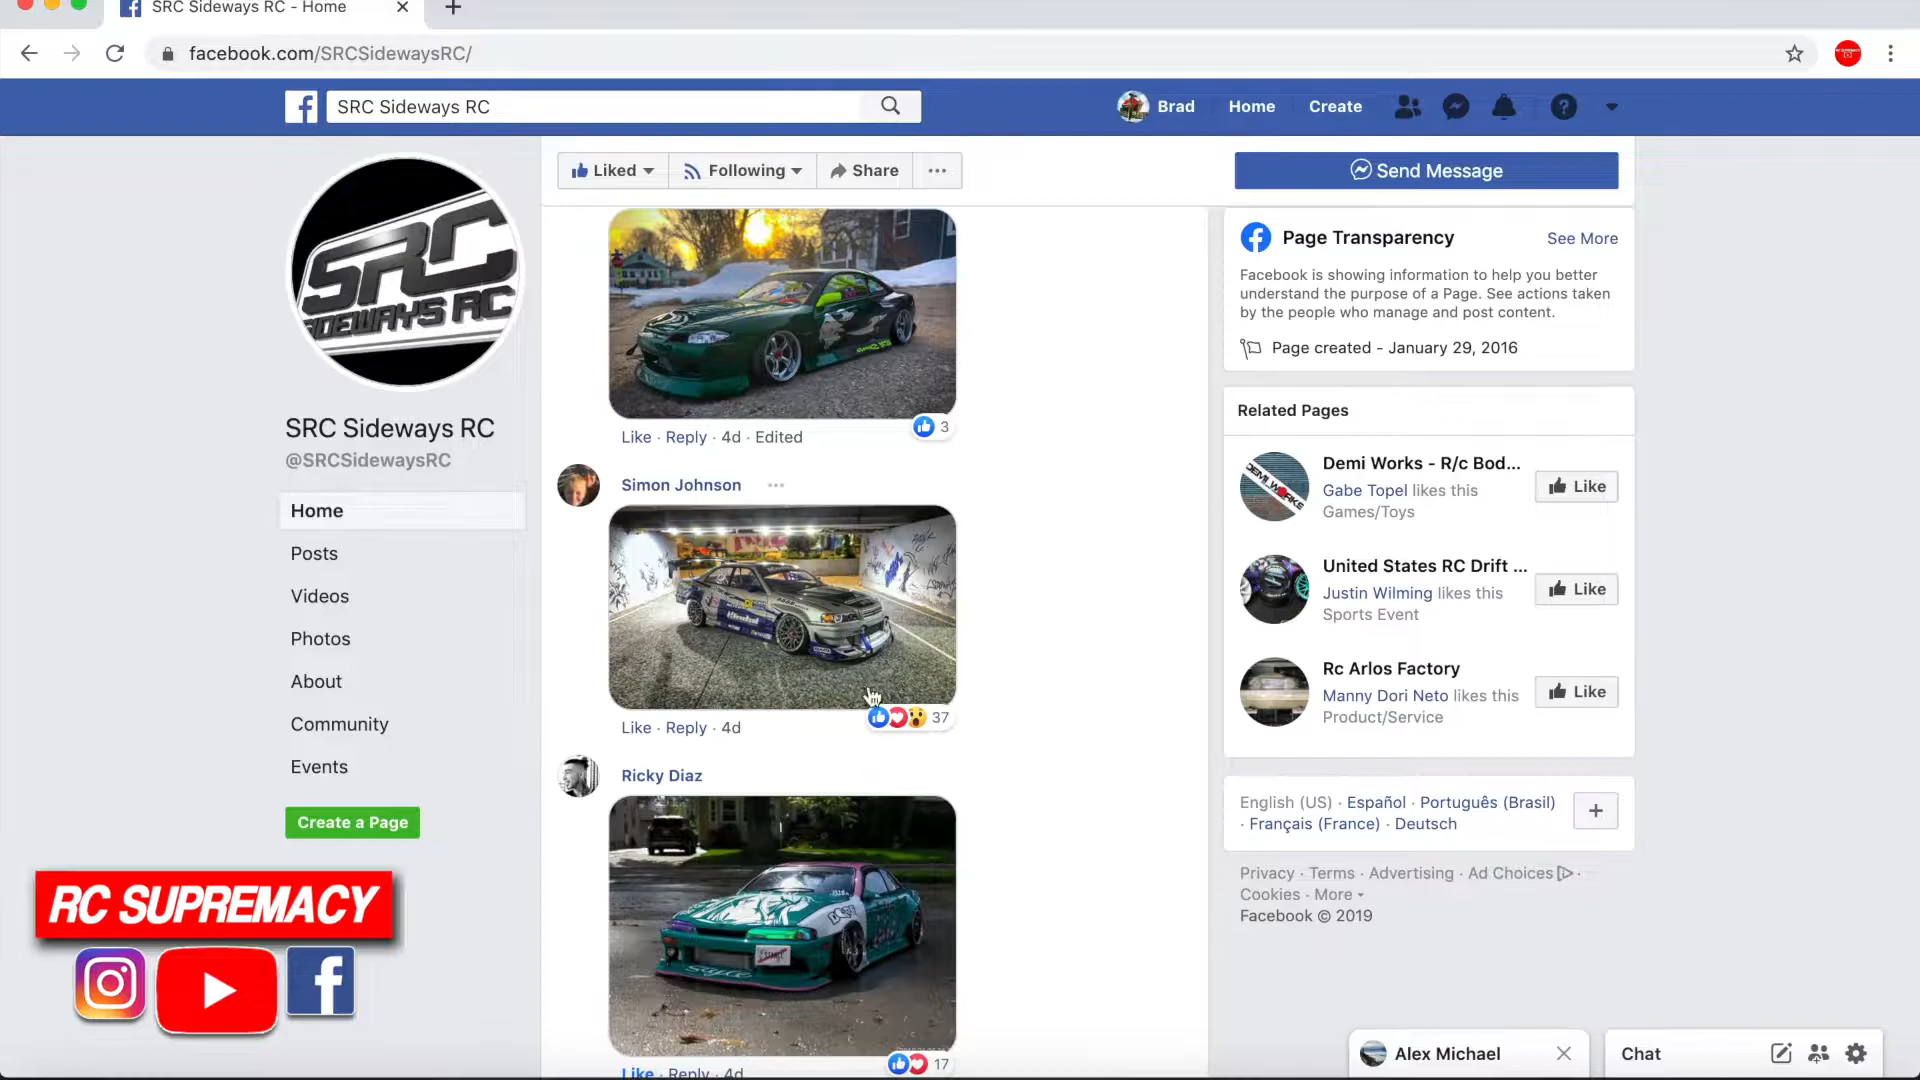 SRC Sideways RC - Home
facebook.com/SRCSidewaysRC/
SRC Sideways RC
Brad
Home
Create
Liked
Following
Share
Send Message
SRC
SIDEWAYS RC
SRC Sideways RC
@SRCSidewaysRC
Home
Posts
Videos
Photos
About
Community
Events
Create a Page
RC SUPREMACY
3
Like · Reply · 4d · Edited
Simon Johnson
37
Like · Reply · 4d
Ricky Diaz
Style
17
Like · Reply · 4d
Page Transparency
See More
Facebook is showing information to help you better
understand the purpose of a Page. See actions taken
by the people who manage and post content.
Page created - January 29, 2016
Related Pages
Demi Works - R/c Bod...
Gabe Topel likes this
Games/Toys
Like
United States RC Drift ...
Justin Wilming likes this
Sports Event
Like
Rc Arlos Factory
Manny Dori Neto likes this
Product/Service
Like
English (US) · Español · Português (Brasil)
· Français (France) · Deutsch
Privacy · Terms · Advertising · Ad Choices ·
Cookies · More
Facebook © 2019
Alex Michael
Chat